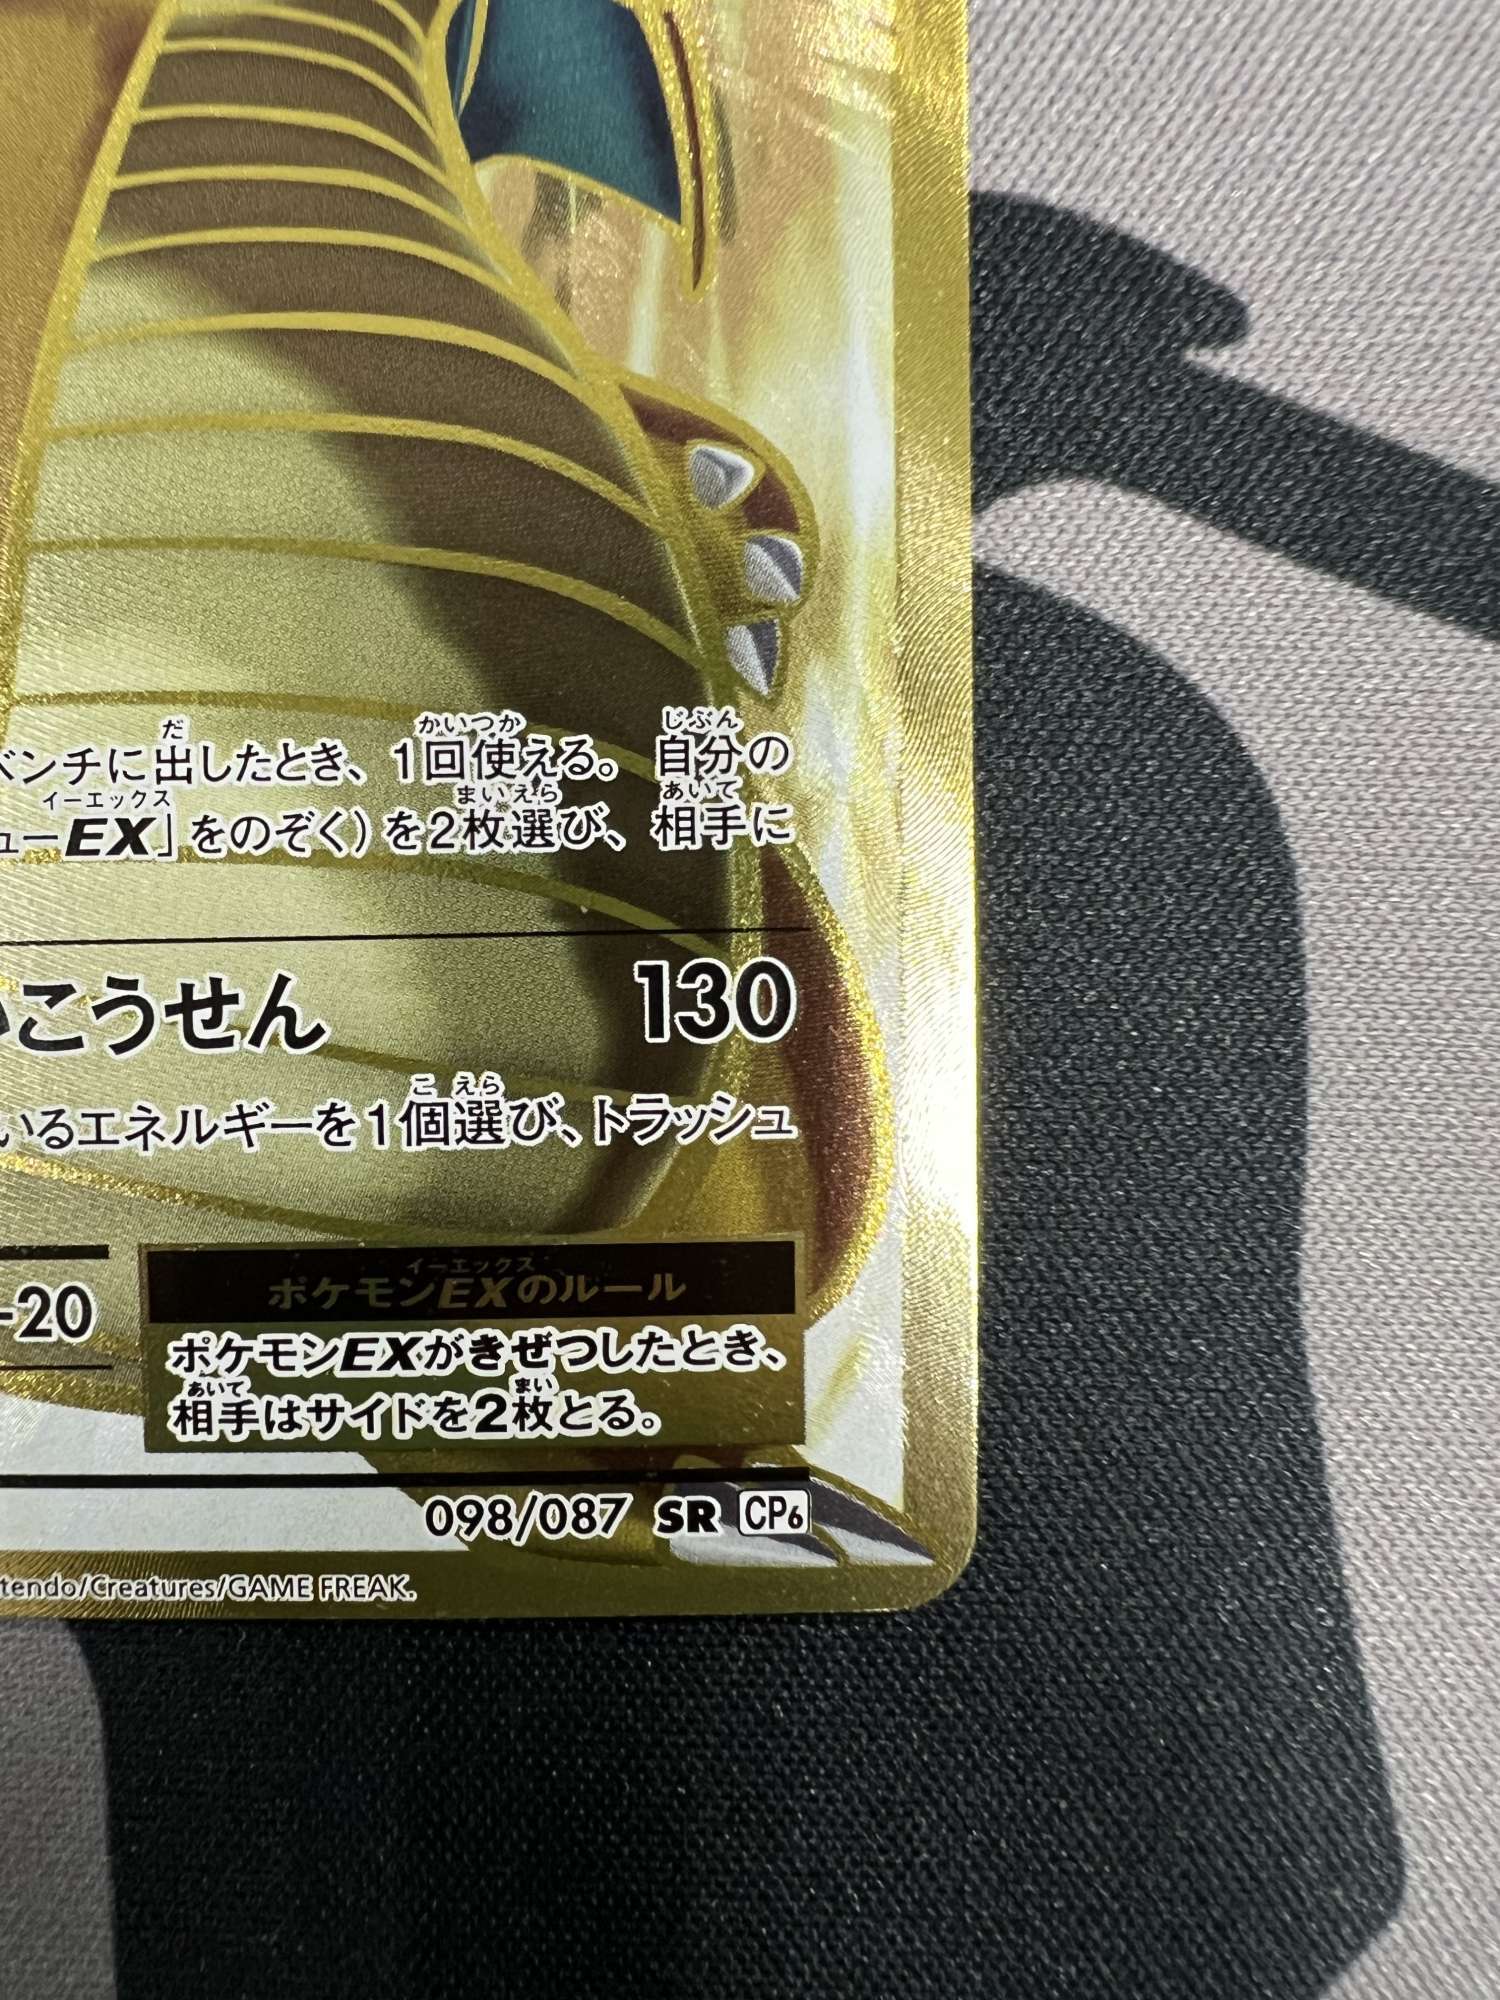 ベンチに出したとき、1回使える。自分の
ューEX」をのぞく）を2枚選び、相手に
こうせん 130
いるエネルギーを1個選び、トラッシュ
-20
ポケモンEXのルール
ポケモンEXがきぜつしたとき、
相手はサイドを2枚とる。
098/087 SR CP6
tendo/Creatures/GAME FREAK.